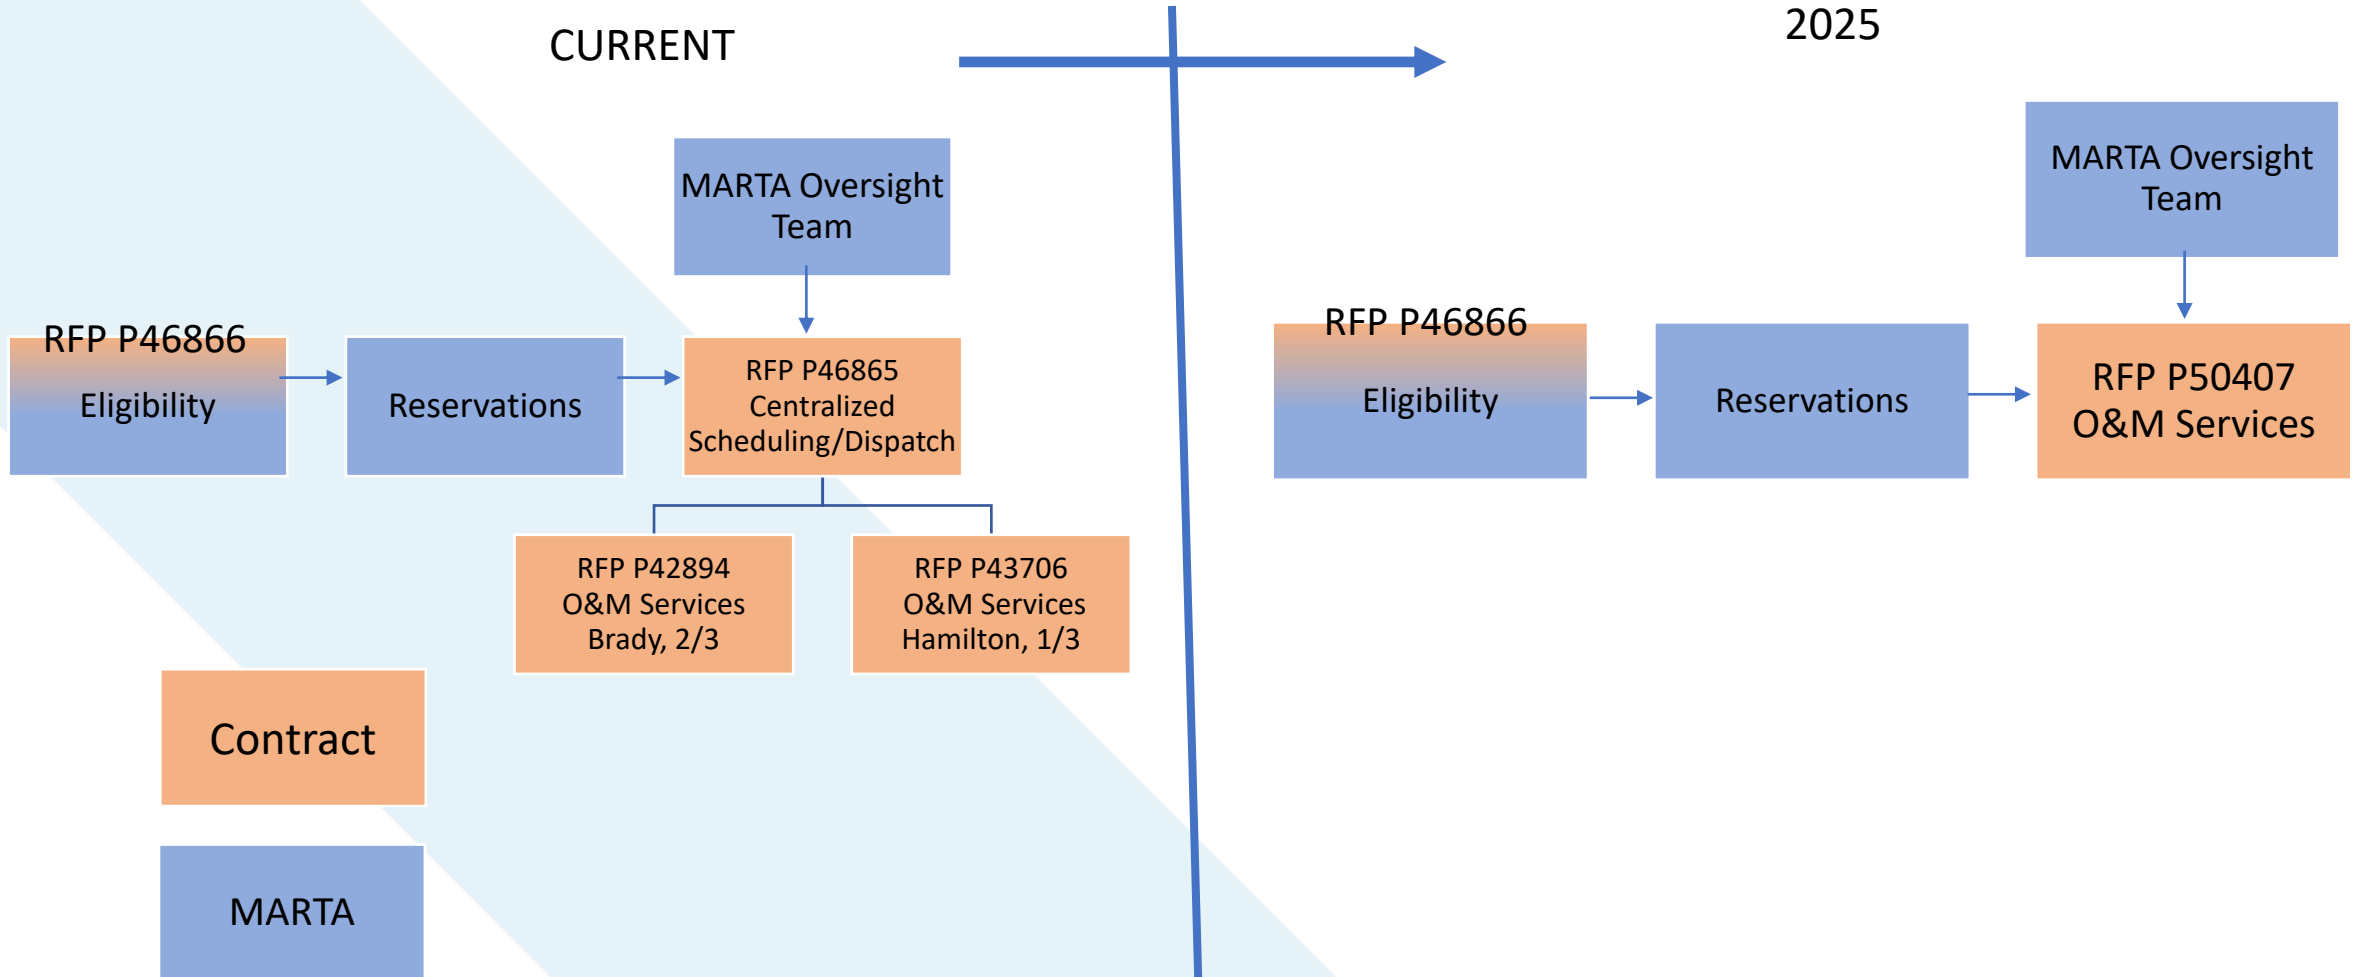 CURRENT
MARTA Oversight
Team
RFP P46866
Eligibility
Reservations
RFP P46865
Centralized
Scheduling/Dispatch
RFP P42894
O&M Services
Brady, 2/3
RFP P43706
O&M Services
Hamilton, 1/3
Contract
MARTA
2025
MARTA Oversight
Team
RFP P46866
Eligibility
Reservations
RFP P50407
O&M Services